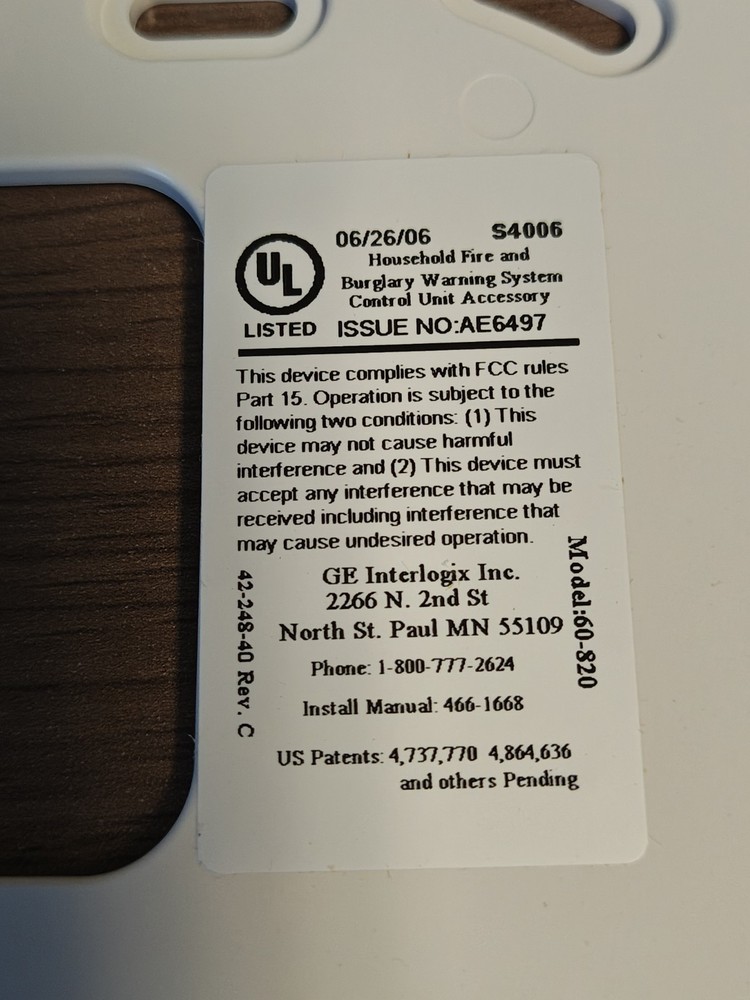 06/26/06 S4006
UL
Household Fire and
Burglary Warning System
Control Unit Accessory
LISTED ISSUE NO:AE6497
This device complies with FCC rules
Part 15. Operation is subject to the
following two conditions: (1) This
device may not cause harmful
interference and (2) This device must
accept any interference that may be
received including interference that
may cause undesired operation.
GE Interlogix Inc.
2266 N. 2nd St
North St. Paul MN 55109
Phone: 1-800-777-2624
Install Manual: 466-1668
US Patents: 4,737,770 4,864,636
and others Pending
42-248-40 Rev. C
Model:60-820